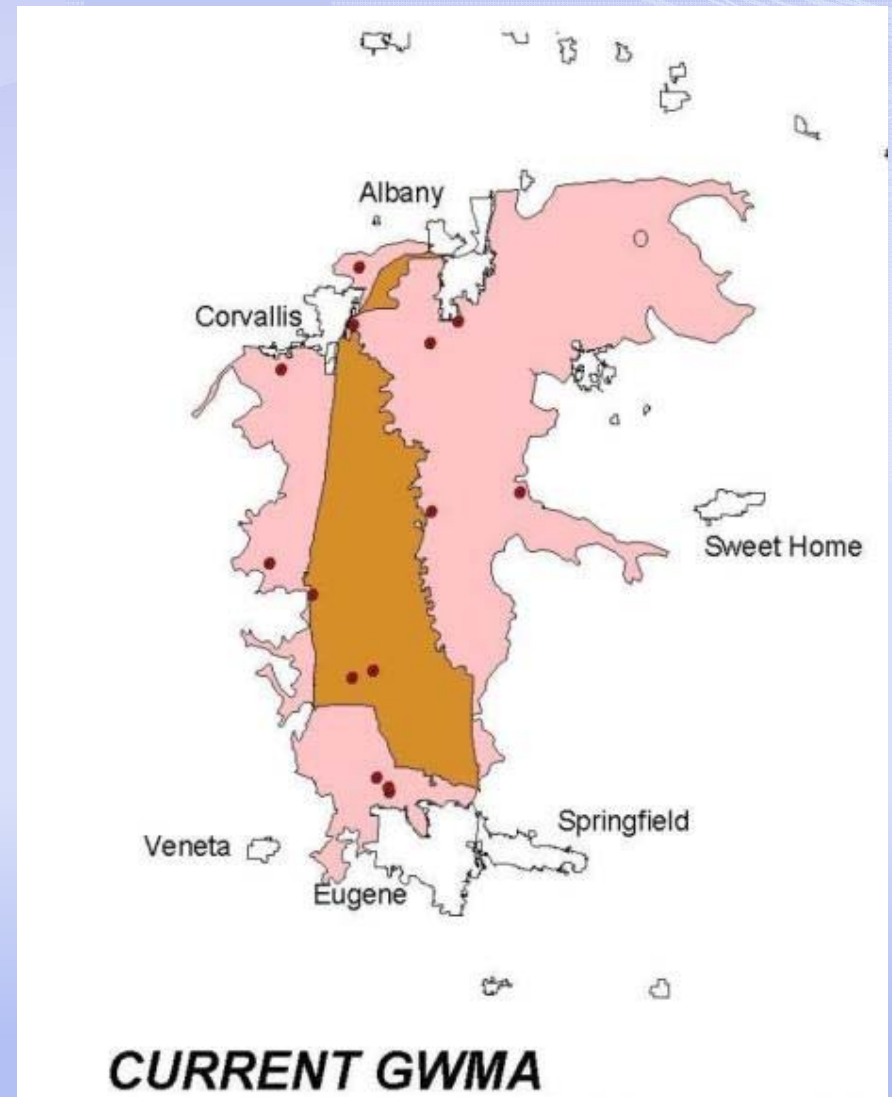 Albany
Corvallis
Sweet Home
Springfield
Veneta
Eugene
CURRENT GWMA